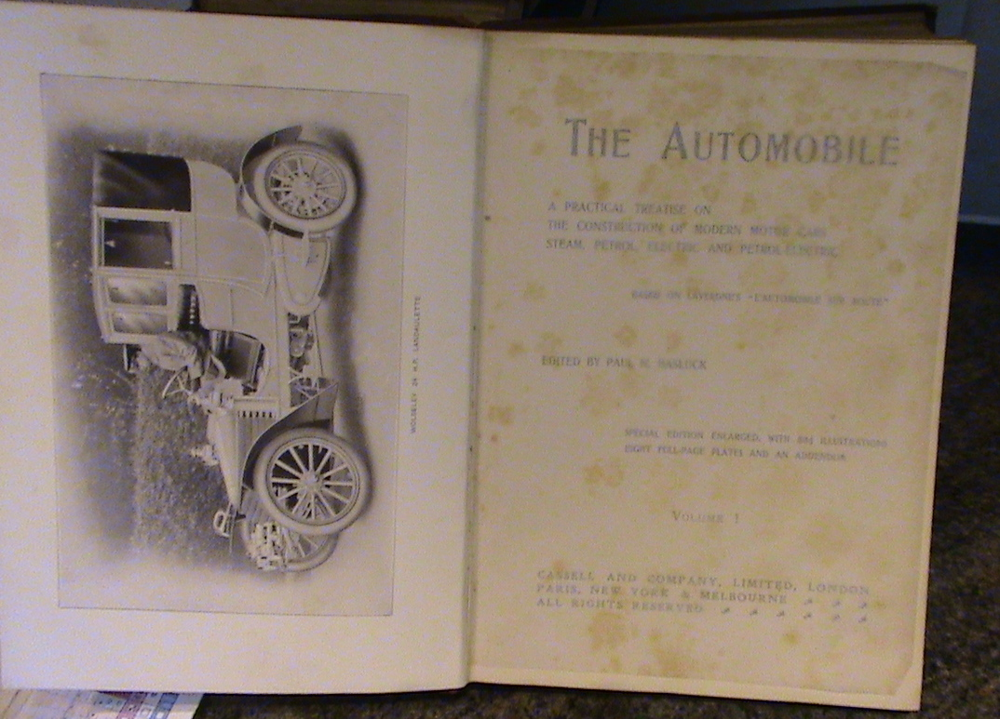 WOLSELEY 24 H.P. LANDAULETTE
THE AUTOMOBILE
A PRACTICAL TREATISE ON
THE CONSTRUCTION OF MODERN MOTOR CARS
STEAM, PETROL, ELECTRIC AND PETROL-ELECTRIC
BASED ON LAVERGNE'S "L'AUTOMOBILE SUR ROUTE"
EDITED BY PAUL N. HASLUCK
SPECIAL EDITION ENLARGED, WITH ILLUSTRATIONS
EIGHT FULL-PAGE PLATES AND AN ADDENDUM
VOLUME I
CASSELL AND COMPANY, LIMITED, LONDON
PARIS, NEW YORK & MELBOURNE
ALL RIGHTS RESERVED